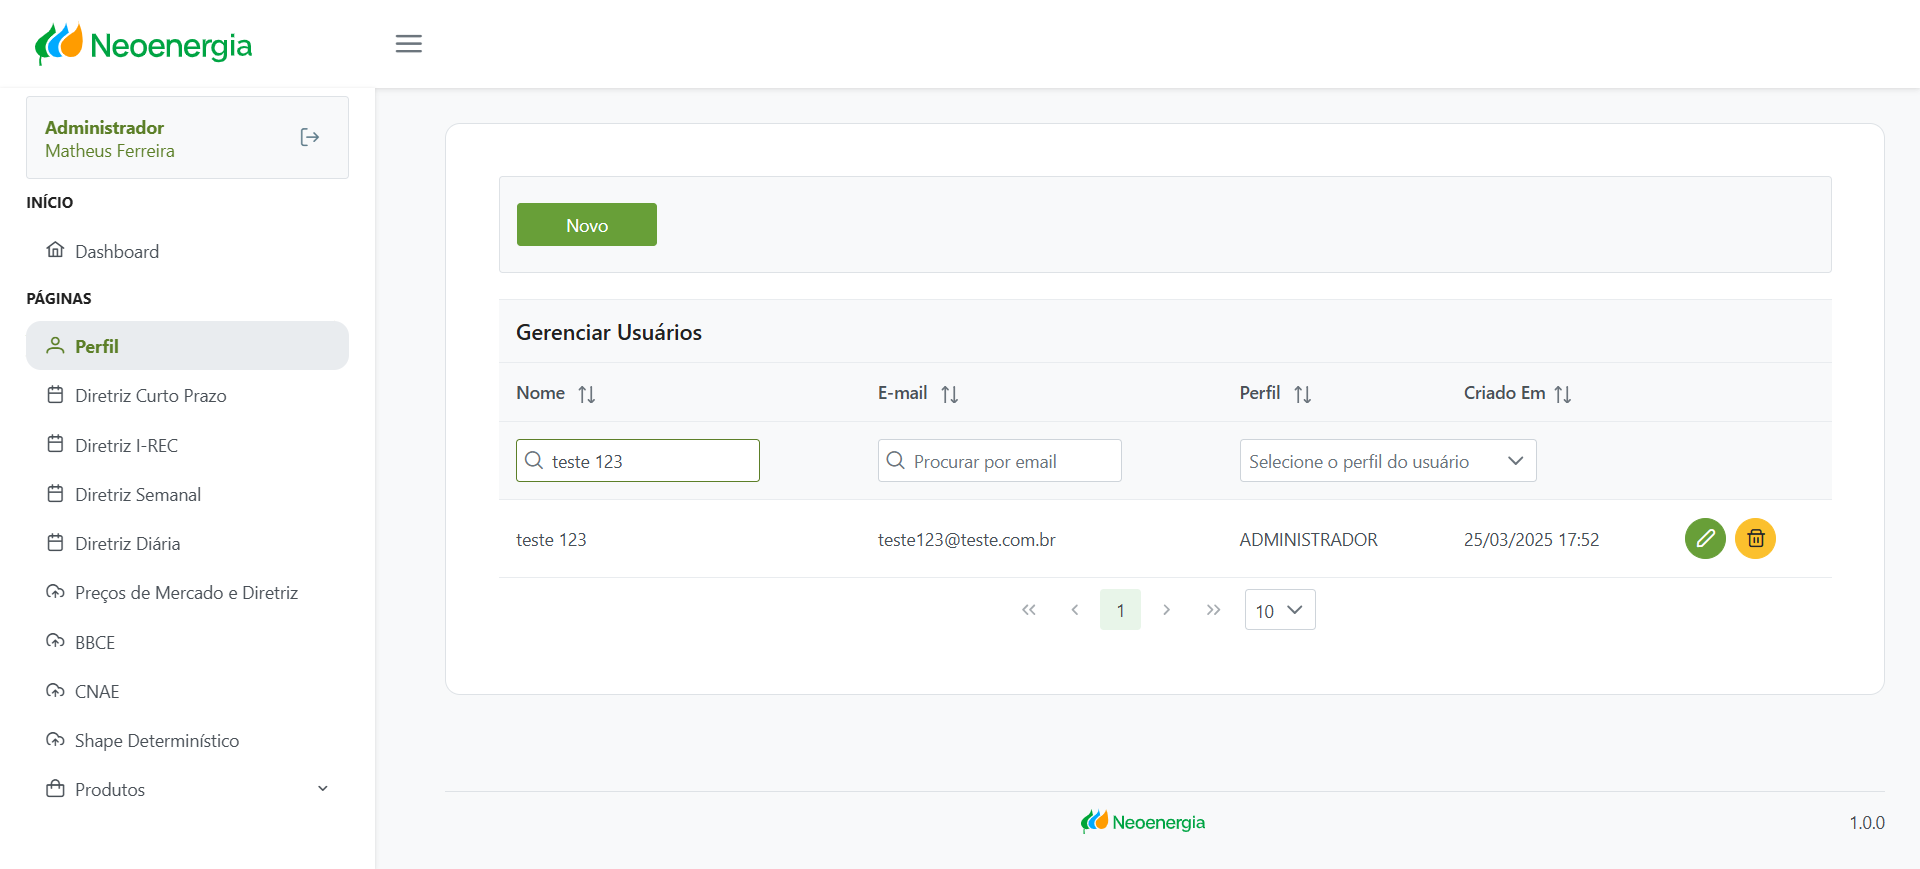 Neoenergia
Administrador
Matheus Ferreira
INÍCIO
Dashboard
PÁGINAS
Perfil
Diretriz Curto Prazo
Diretriz I-REC
Diretriz Semanal
Diretriz Diária
Preços de Mercado e Diretriz
BBCE
CNAE
Shape Determinístico
Produtos
Novo
Gerenciar Usuários
Nome E-mail Perfil Criado Em
teste 123 Procurar por email Selecione o perfil do usuário
teste 123 teste123@teste.com.br ADMINISTRADOR 25/03/2025 17:52
1 10
Neoenergia
1.0.0